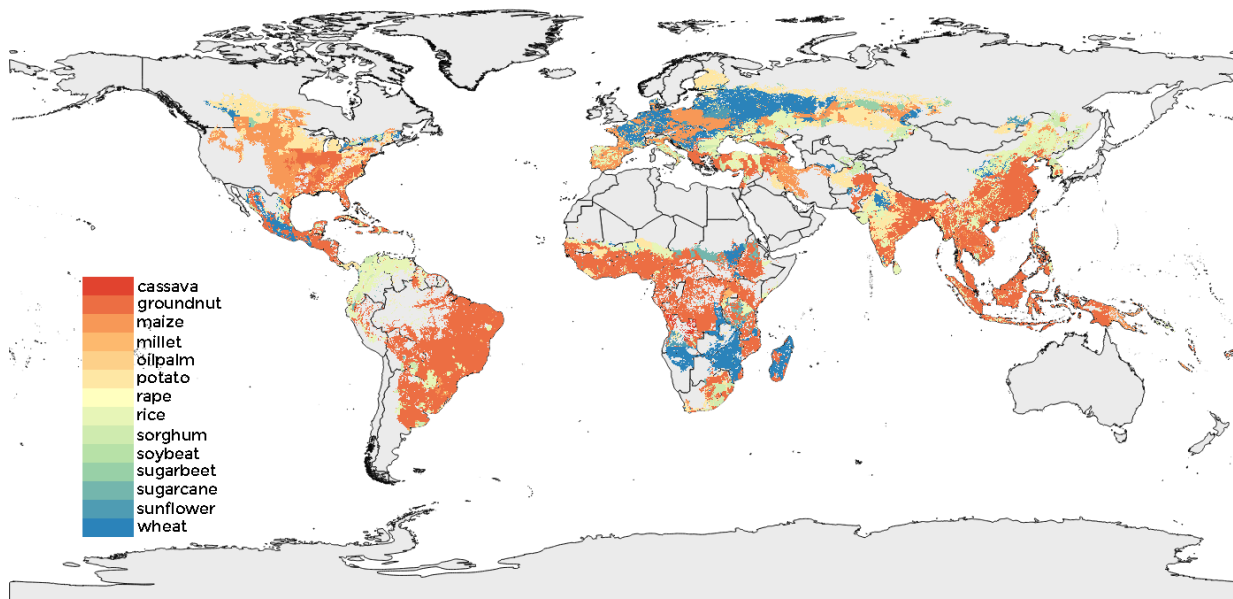 cassava
groundnut
maize
millet
oilpalm
potato
rape
rice
sorghum
soybeat
sugarbeet
sugarcane
sunflower
wheat